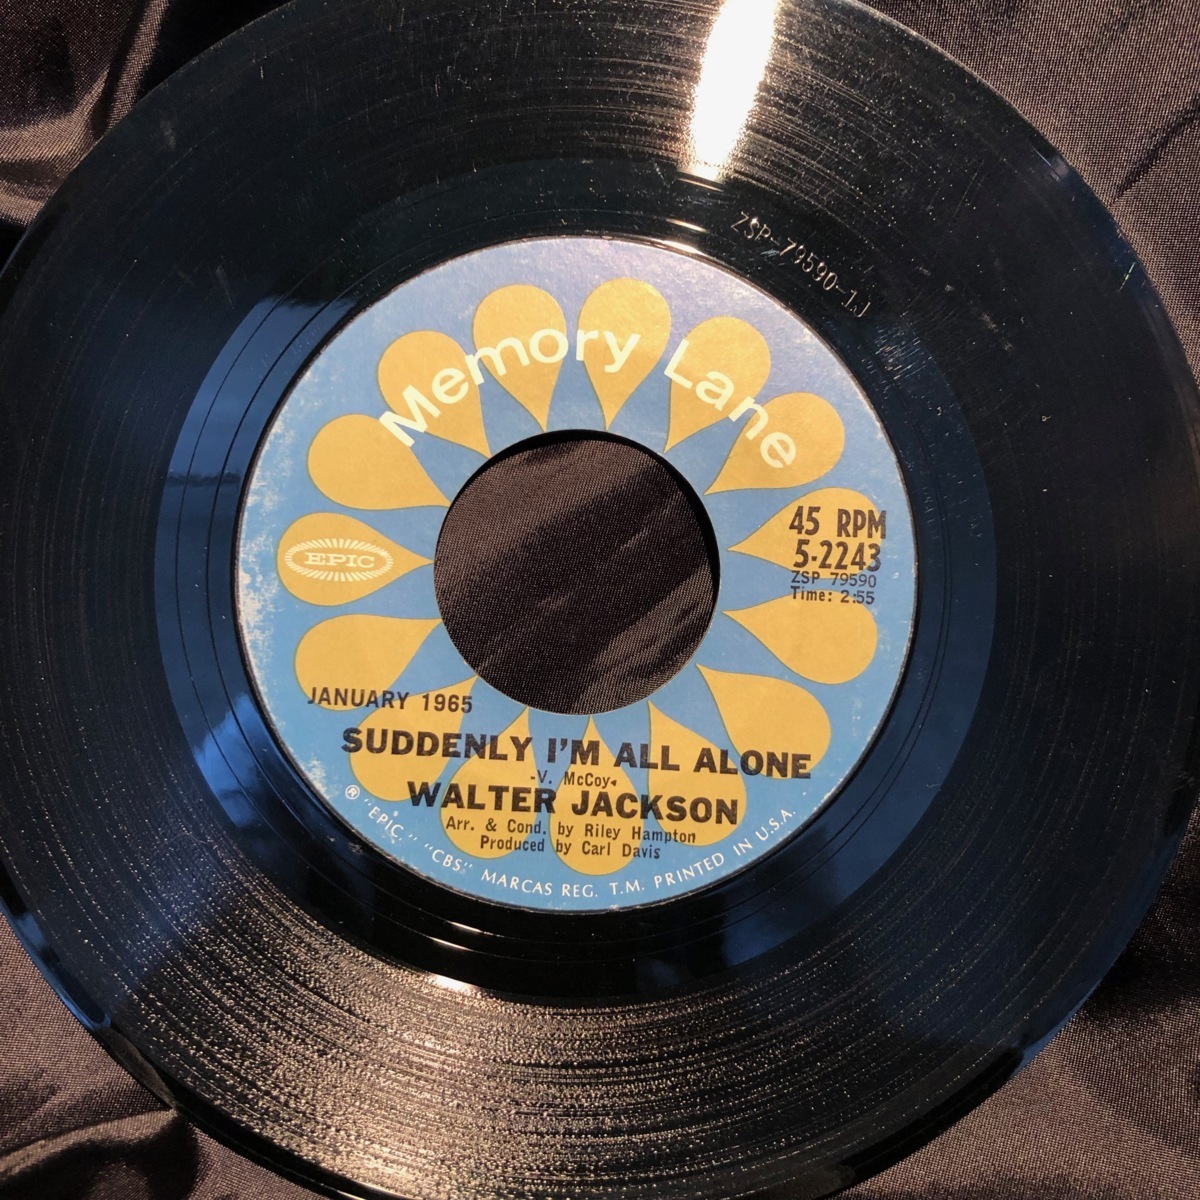 ZSP-79590-1J
Memory Lane
EPIC
45 RPM
5-2243
ZSP 79590
Time: 2:55
JANUARY 1965
SUDDENLY I'M ALL ALONE
-V. McCoy-
WALTER JACKSON
Arr. & Cond. by Riley Hampton
Produced by Carl Davis
Ⓡ "EPIC," "CBS" MARCAS REG. T.M. PRINTED IN U.S.A.